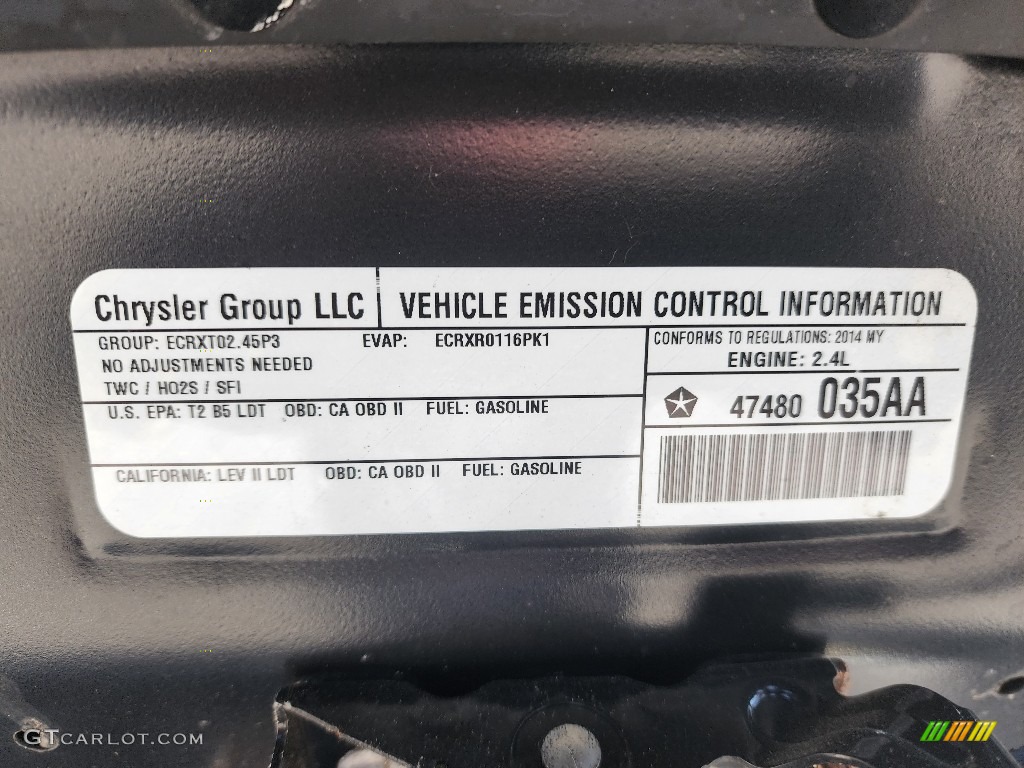 Chrysler Group LLC VEHICLE EMISSION CONTROL INFORMATION
GROUP: ECRXT02.45P3 EVAP: ECRXR0116PK1
NO ADJUSTMENTS NEEDED
TWC / HO2S / SFI
U.S. EPA: T2 B5 LDT OBD: CA OBD II FUEL: GASOLINE
CALIFORNIA: LEV II LDT OBD: CA OBD II FUEL: GASOLINE
CONFORMS TO REGULATIONS: 2014 MY
ENGINE: 2.4L
47480 035AA
GTCARLOT.COM